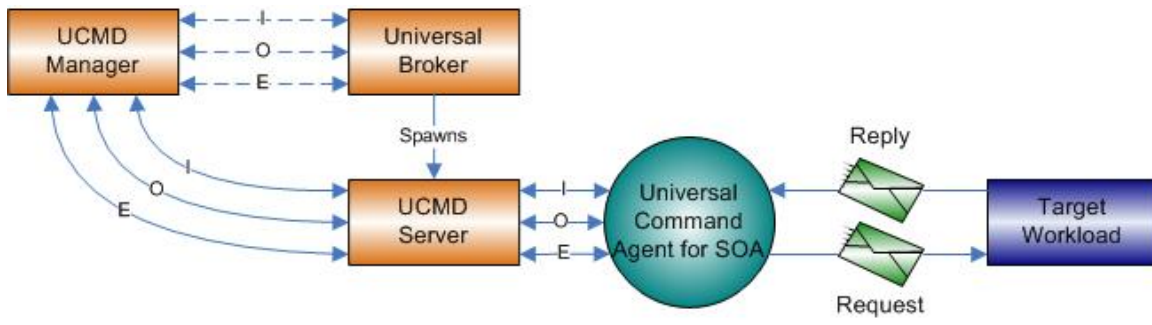 UCMD
Manager
I
O
E
Universal
Broker
Spawns
I
O
E
UCMD
Server
I
O
E
Universal
Command
Agent for SOA
Reply
Request
Target
Workload